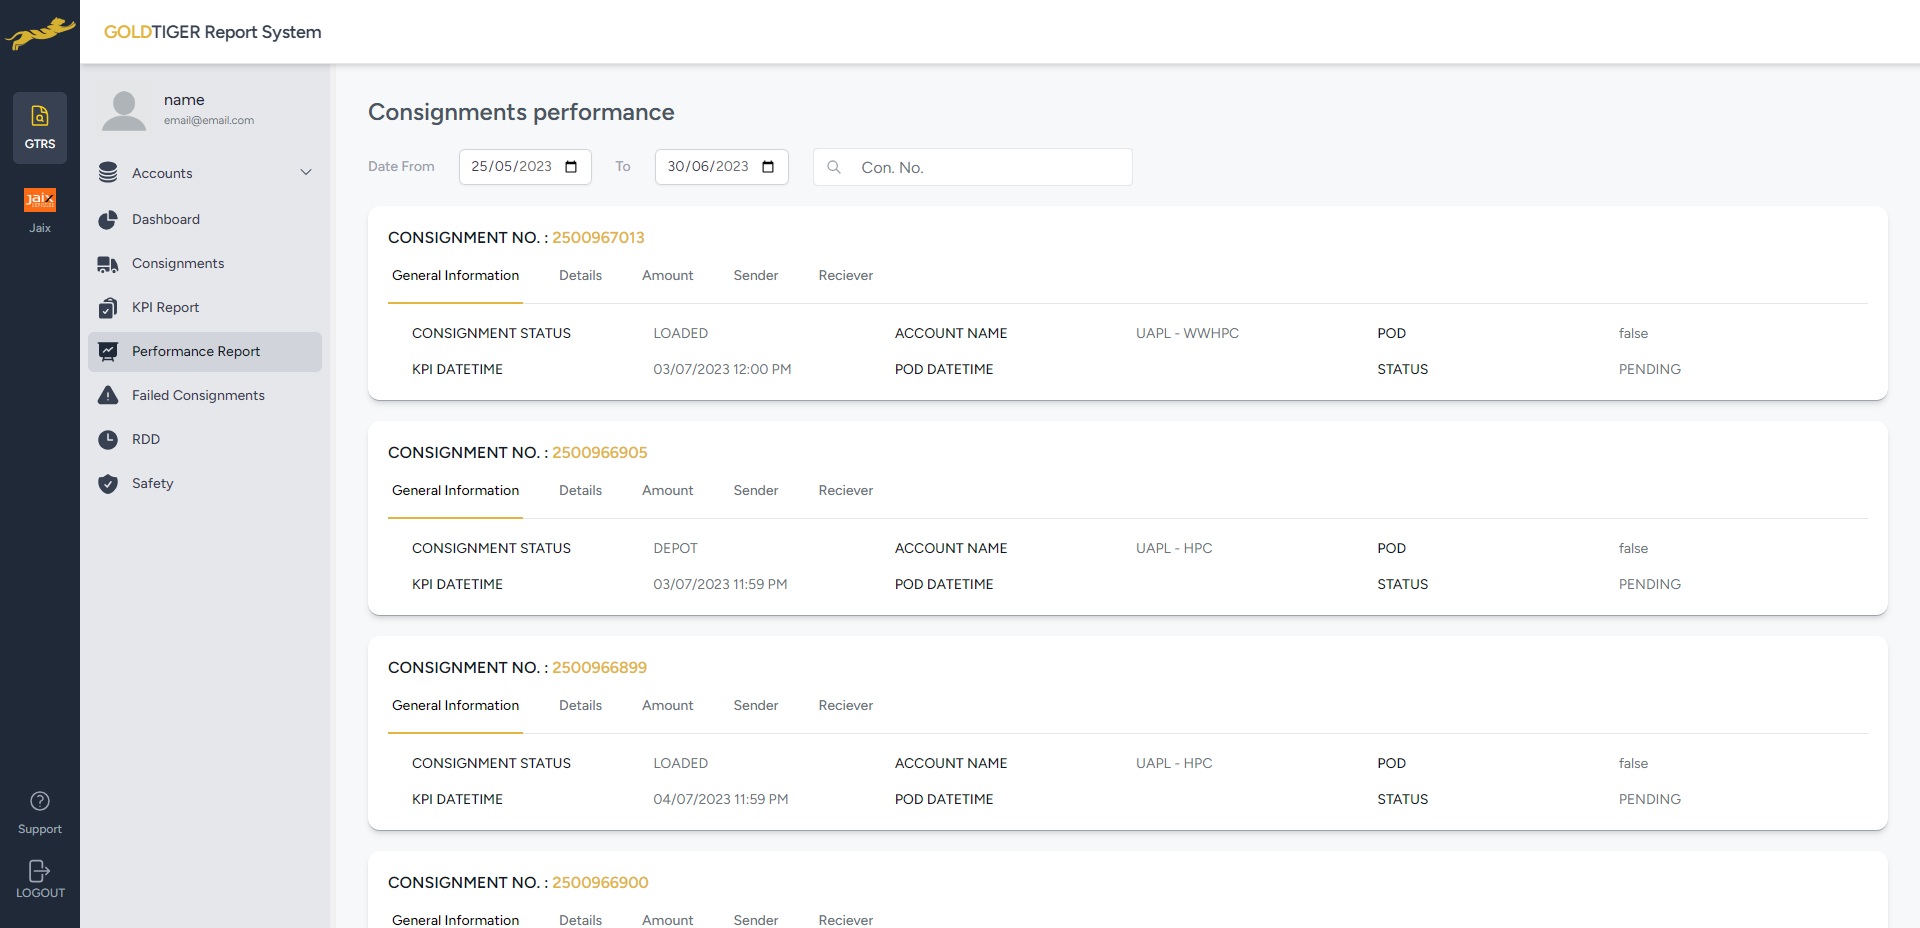 GOLDTIGER Report System
GTRS
jaix
Jaix
Support
LOGOUT
name
email@email.com
Accounts
Dashboard
Consignments
KPI Report
Performance Report
Failed Consignments
RDD
Safety
Consignments performance
Date From 25/05/2023 To 30/06/2023 Con. No.
CONSIGNMENT NO. : 2500967013
General Information Details Amount Sender Reciever
CONSIGNMENT STATUS LOADED ACCOUNT NAME UAPL - WWHPC POD false
KPI DATETIME 03/07/2023 12:00 PM POD DATETIME STATUS PENDING
CONSIGNMENT NO. : 2500966905
General Information Details Amount Sender Reciever
CONSIGNMENT STATUS DEPOT ACCOUNT NAME UAPL - HPC POD false
KPI DATETIME 03/07/2023 11:59 PM POD DATETIME STATUS PENDING
CONSIGNMENT NO. : 2500966899
General Information Details Amount Sender Reciever
CONSIGNMENT STATUS LOADED ACCOUNT NAME UAPL - HPC POD false
KPI DATETIME 04/07/2023 11:59 PM POD DATETIME STATUS PENDING
CONSIGNMENT NO. : 2500966900
General Information Details Amount Sender Reciever